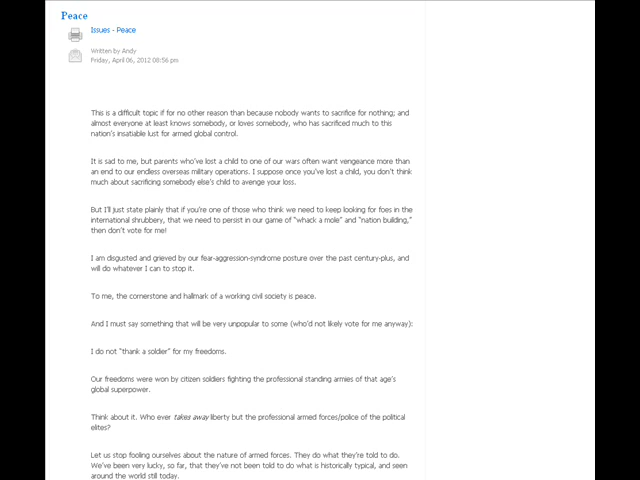 Peace
Issues - Peace
Written by Andy
Friday, April 06, 2012 08:56 pm
This is a difficult topic if for no other reason than because nobody wants to sacrifice for nothing; and
almost everyone at least knows somebody, or loves somebody, who has sacrificed much to this
nation's insatiable lust for armed global control.
It is sad to me, but parents who've lost a child to one of our wars often want vengeance more than
an end to our endless overseas military operations. I suppose once you've lost a child, you don't think
much about sacrificing somebody else's child to avenge your loss.
But I'll just state plainly that if you're one of those who think we need to keep looking for foes in the
international shrubbery, that we need to persist in our game of "whack a mole" and "nation building,"
then don't vote for me!
I am disgusted and grieved by our fear-aggression-syndrome posture over the past century-plus, and
will do whatever I can to stop it.
To me, the cornerstone and hallmark of a working civil society is peace.
And I must say something that will be very unpopular to some (who'd not likely vote for me anyway):
I do not "thank a soldier" for my freedoms.
Our freedoms were won by citizen soldiers fighting the professional standing armies of that age's
global superpower.
Think about it. Who ever takes away liberty but the professional armed forces/police of the political
elites?
Let us stop fooling ourselves about the nature of armed forces. They do what they're told to do.
We've been very lucky, so far, that they've not been told to do what is historically typical, and seen
around the world still today.